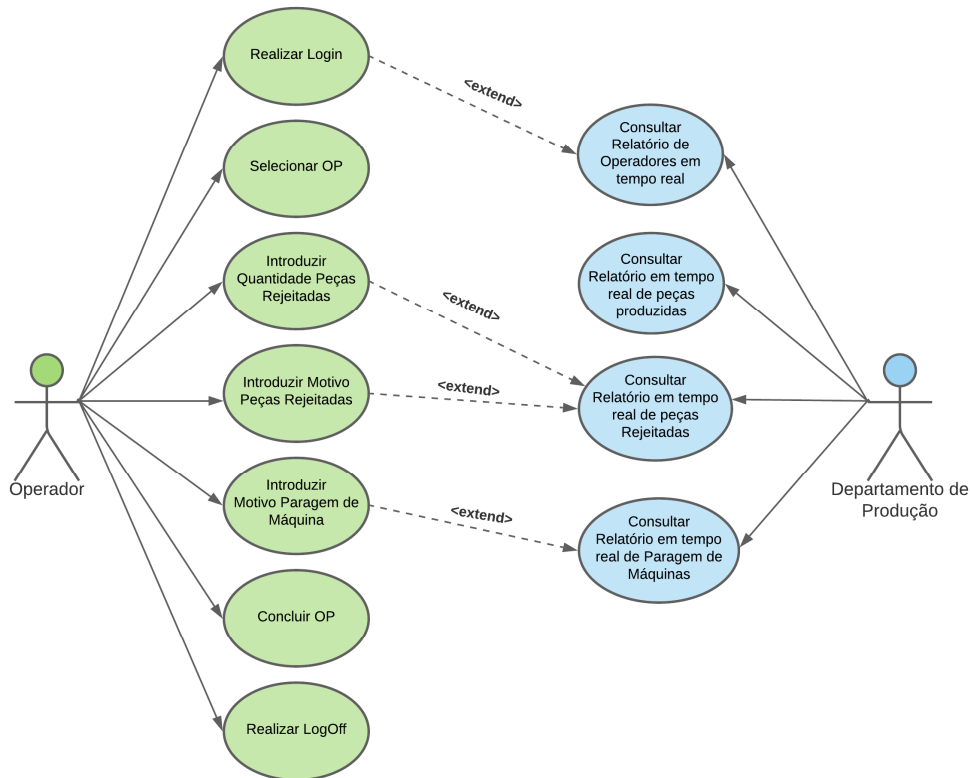 Realizar Login
<extend>
Consultar
Relatório de
Operadores em
tempo real
Selecionar OP
Introduzir
Quantidade Peças
Rejeitadas
<extend>
Consultar
Relatório em tempo
real de peças
produzidas
Introduzir Motivo
Peças Rejeitadas
<extend>
Consultar
Relatório em tempo
real de peças
Rejeitadas
Operador
Departamento de
Produção
Introduzir
Motivo Paragem de
Máquina
<extend>
Consultar
Relatório em tempo
real de Paragem de
Máquinas
Concluir OP
Realizar LogOff